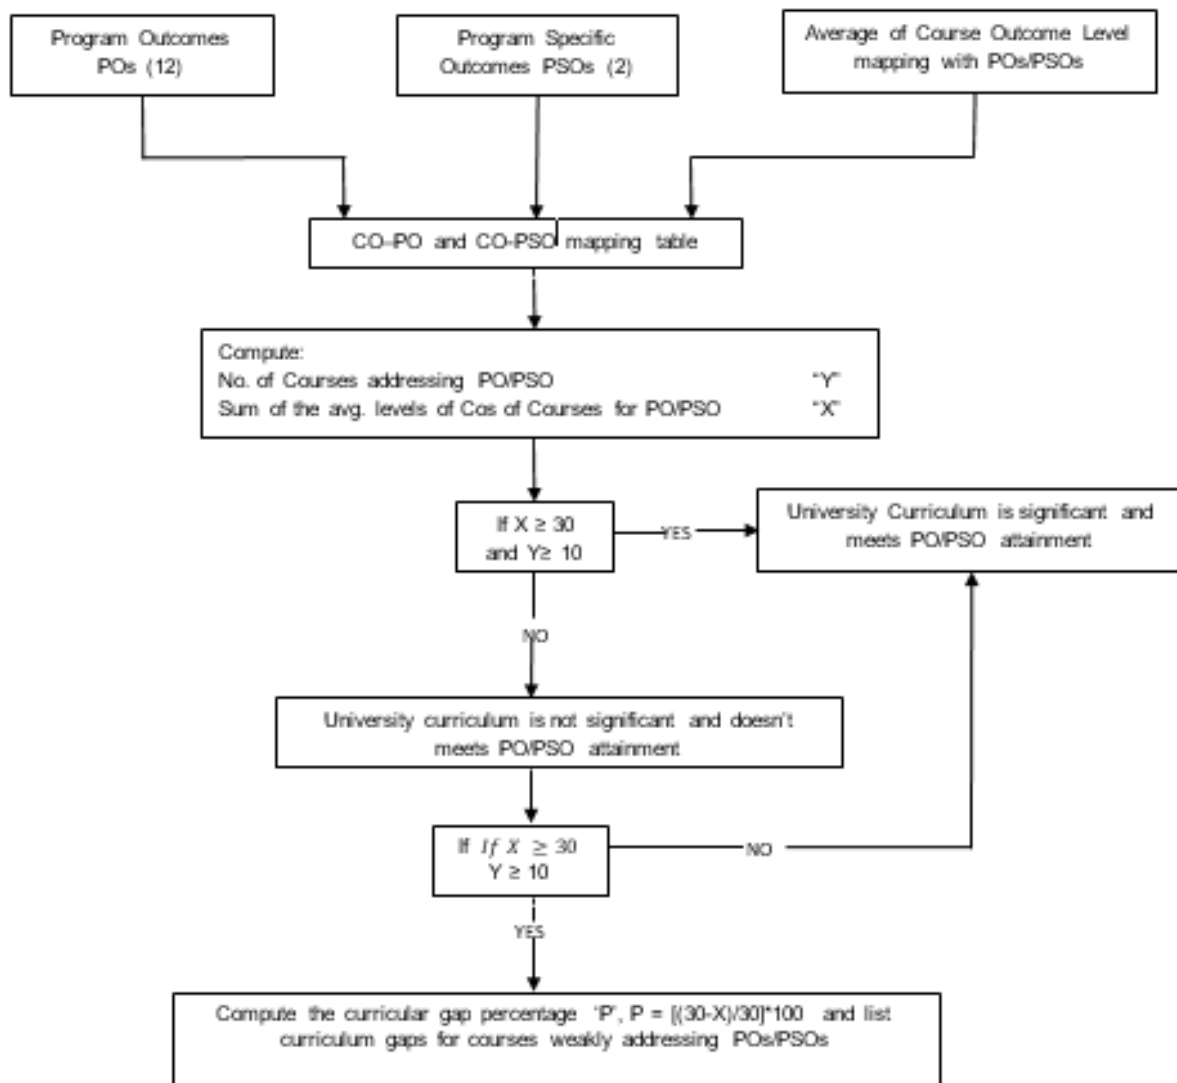 Program Outcomes
POs (12)
Program Specific
Outcomes PSOs (2)
Average of Course Outcome Level
mapping with POs/PSOs
CO–PO and CO-PSO mapping table
Compute:
No. of Courses addressing PO/PSO "Y"
Sum of the avg. levels of Cos of Courses for PO/PSO "X"
If X ≥ 30
and Y≥ 10
YES
University Curriculum is significant and
meets PO/PSO attainment
NO
University curriculum is not significant and doesn't
meets PO/PSO attainment
If If X ≥ 30
Y ≥ 10
NO
YES
Compute the curricular gap percentage 'P', P = [(30-X)/30]*100 and list
curriculum gaps for courses weakly addressing POs/PSOs